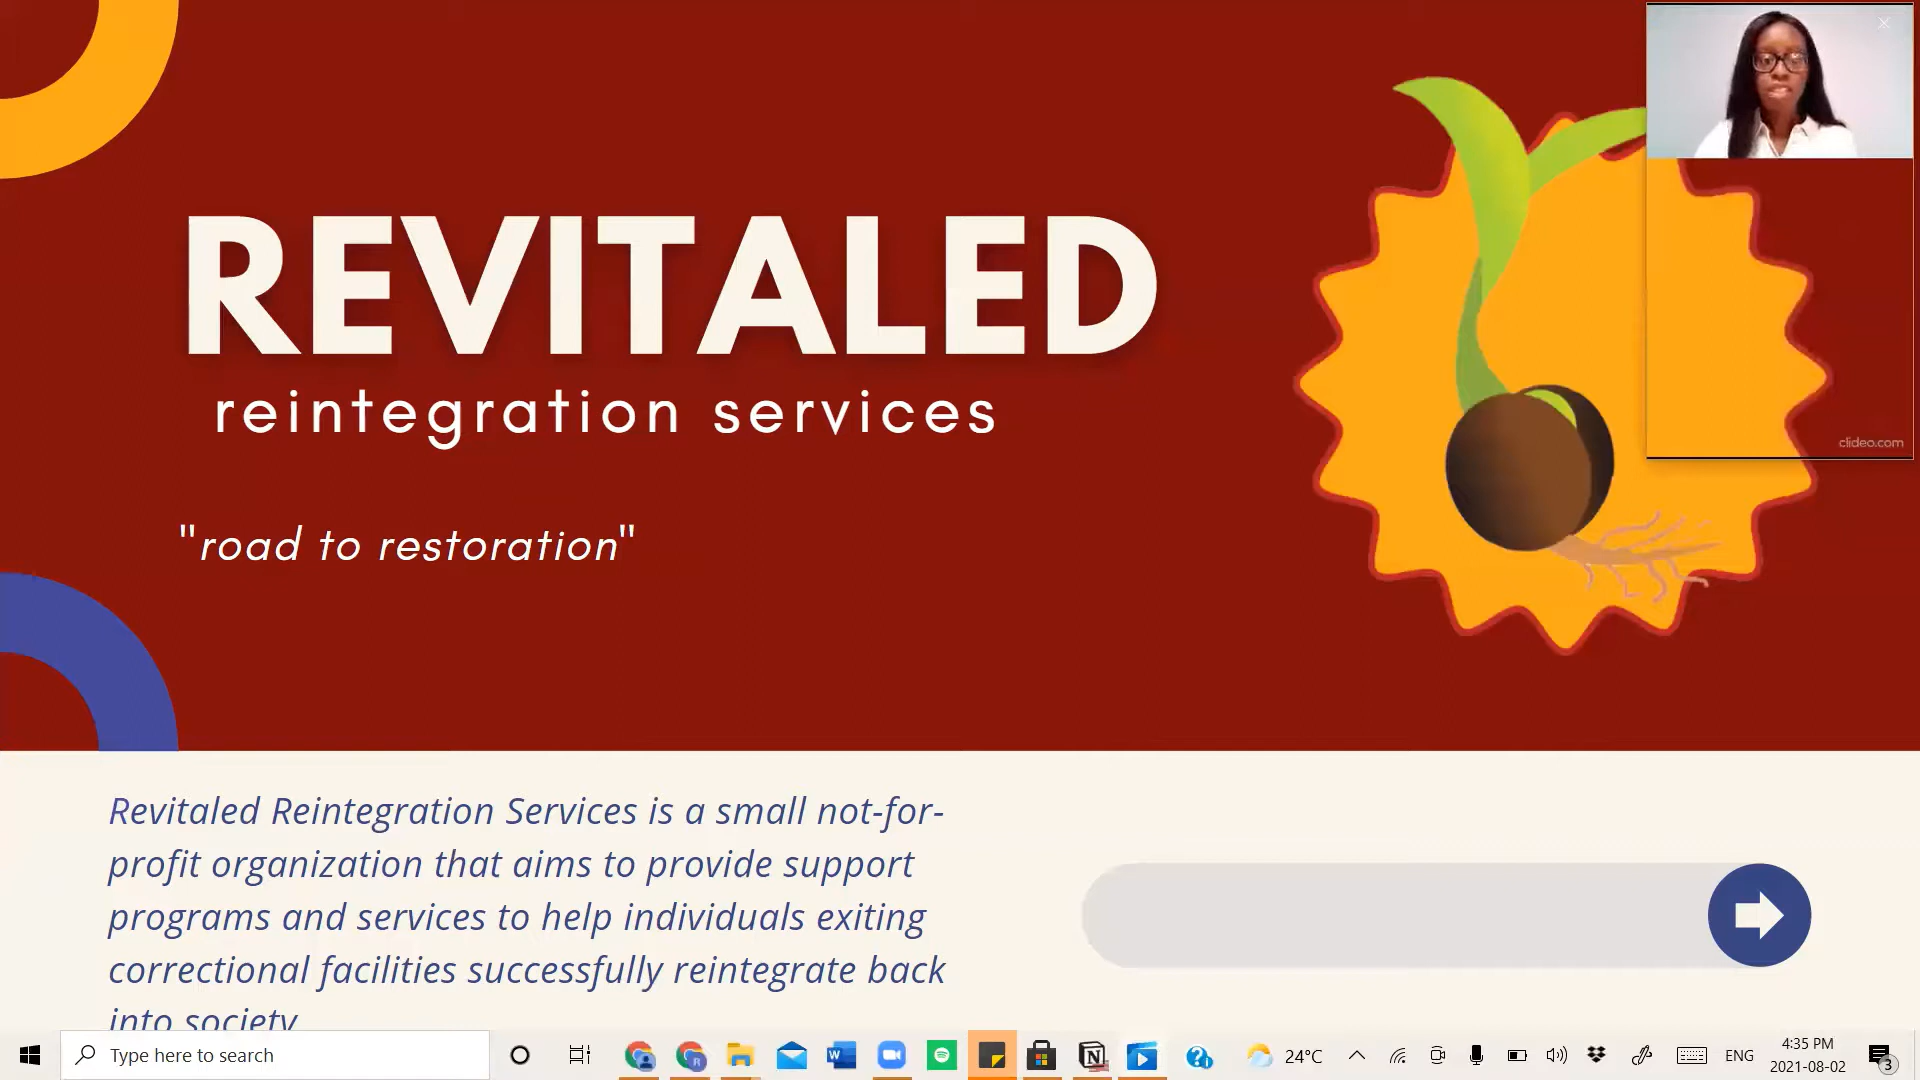 REVITALED
reintegration services
"road to restoration"
clideo.com
Revitaled Reintegration Services is a small not-for-
profit organization that aims to provide support
programs and services to help individuals exiting
correctional facilities successfully reintegrate back
into society
Type here to search
24°C
ENG
4:35 PM
2021-08-02
3